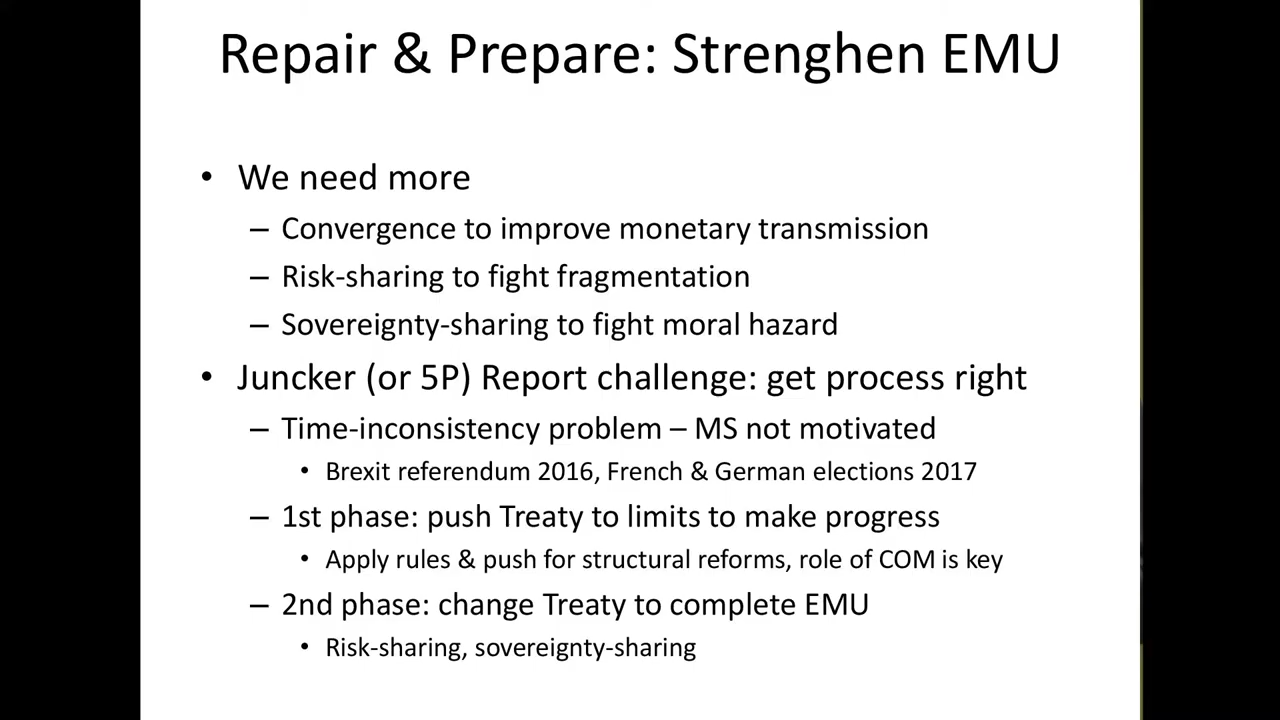 Repair & Prepare: Strenghen EMU
• We need more
– Convergence to improve monetary transmission
– Risk-sharing to fight fragmentation
– Sovereignty-sharing to fight moral hazard
• Juncker (or 5P) Report challenge: get process right
– Time-inconsistency problem – MS not motivated
• Brexit referendum 2016, French & German elections 2017
– 1st phase: push Treaty to limits to make progress
• Apply rules & push for structural reforms, role of COM is key
– 2nd phase: change Treaty to complete EMU
• Risk-sharing, sovereignty-sharing